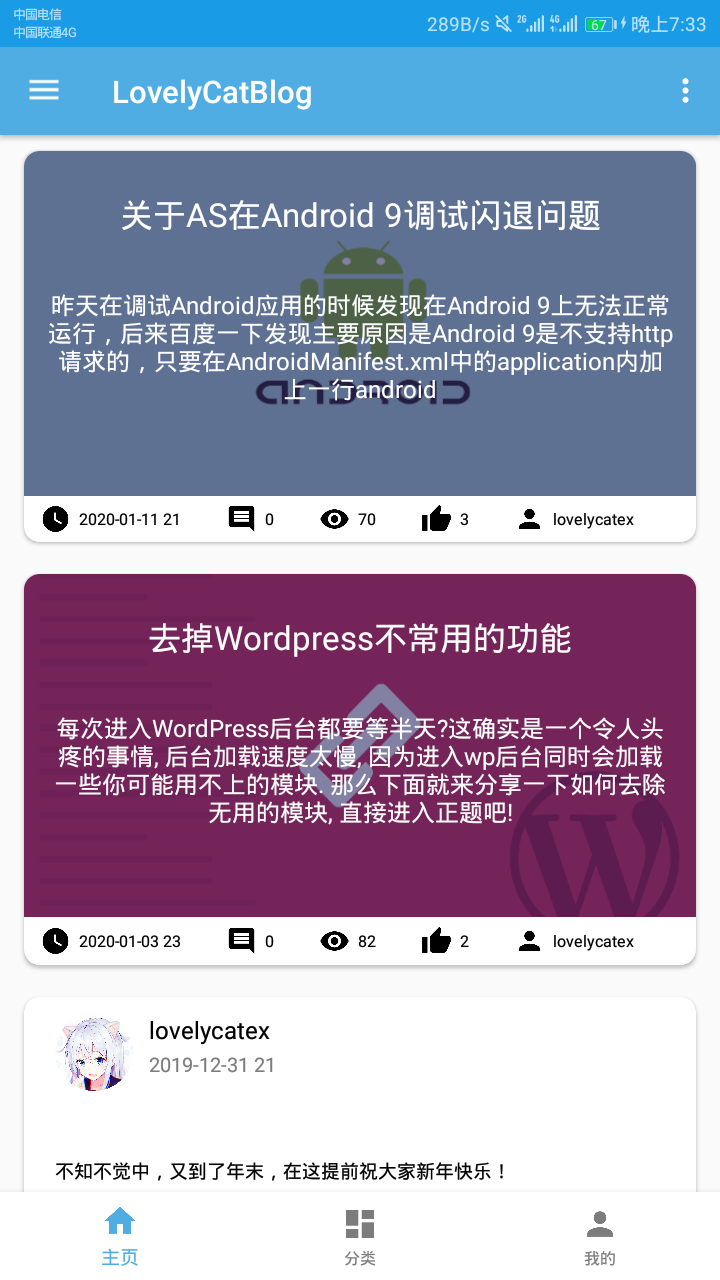 中国电信
中国联通4G
289B/s 2G 4G 67 晚上7:33
LovelyCatBlog
关于AS在Android 9调试闪退问题
昨天在调试Android应用的时候发现在Android 9上无法正常
运行，后来百度一下发现主要原因是Android 9是不支持http
请求的，只要在AndroidManifest.xml中的application内加
上一行android
ANDROID
2020-01-11 21 0 70 3 lovelycatex
去掉Wordpress不常用的功能
每次进入WordPress后台都要等半天?这确实是一个令人头
疼的事情, 后台加载速度太慢, 因为进入wp后台同时会加载
一些你可能用不上的模块. 那么下面就来分享一下如何去除
无用的模块, 直接进入正题吧!
W
2020-01-03 23 0 82 2 lovelycatex
lovelycatex
2019-12-31 21
不知不觉中，又到了年末，在这提前祝大家新年快乐！
主页 分类 我的